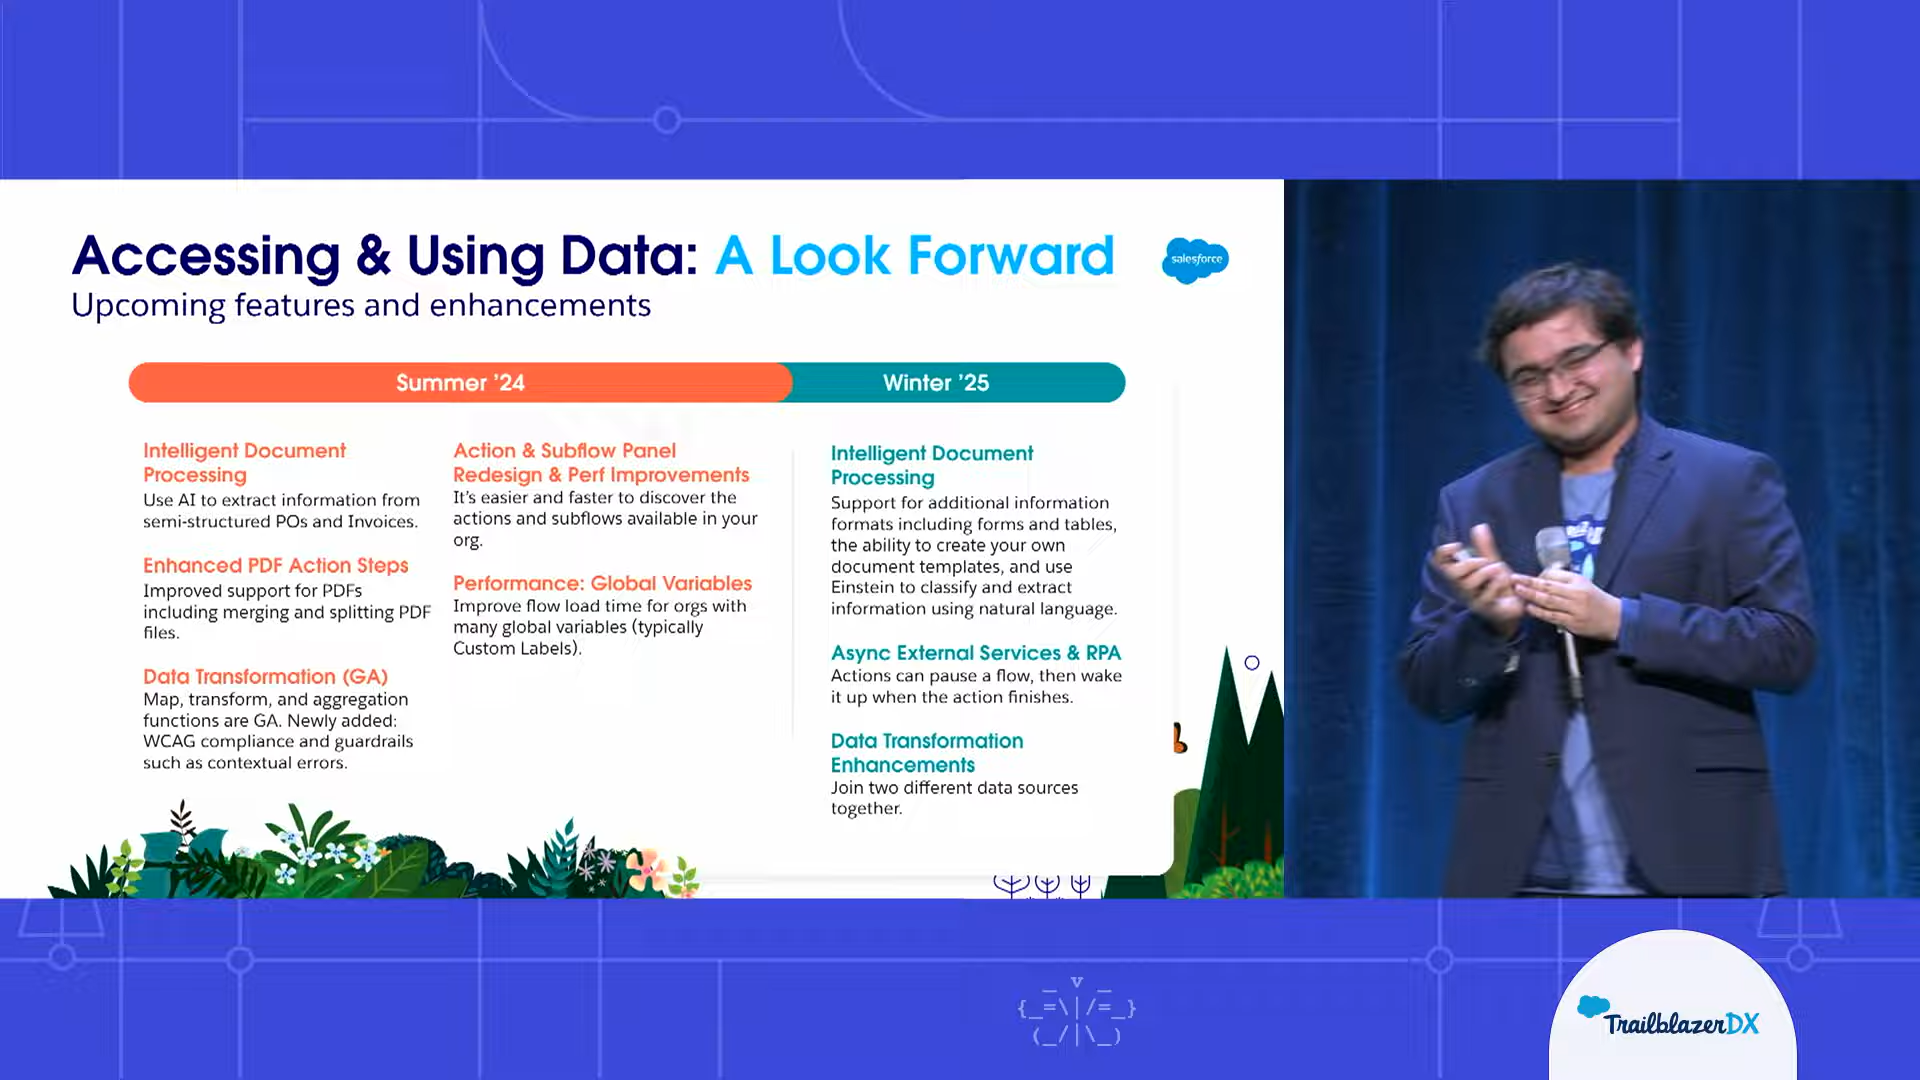 Accessing & Using Data: A Look Forward
Upcoming features and enhancements
salesforce
Summer ’24
Winter ’25
Intelligent Document
Processing
Use AI to extract information from
semi-structured POs and Invoices.
Enhanced PDF Action Steps
Improved support for PDFs
including merging and splitting PDF
files.
Data Transformation (GA)
Map, transform, and aggregation
functions are GA. Newly added:
WCAG compliance and guardrails
such as contextual errors.
Action & Subflow Panel
Redesign & Perf Improvements
It’s easier and faster to discover the
actions and subflows available in your
org.
Performance: Global Variables
Improve flow load time for orgs with
many global variables (typically
Custom Labels).
Intelligent Document
Processing
Support for additional information
formats including forms and tables,
the ability to create your own
document templates, and use
Einstein to classify and extract
information using natural language.
Async External Services & RPA
Actions can pause a flow, then wake
it up when the action finishes.
Data Transformation
Enhancements
Join two different data sources
together.
TrailblazerDX